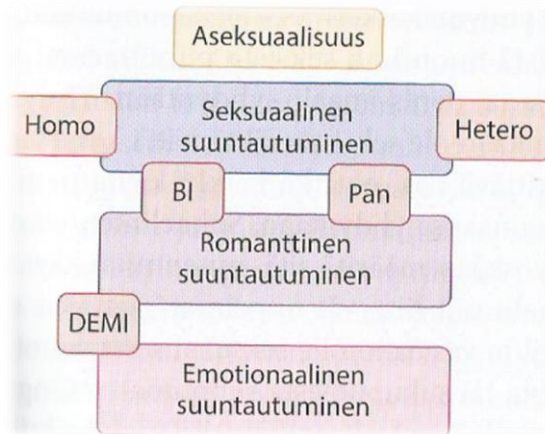 Aseksuaalisuus
Homo
Seksuaalinen
suuntautuminen
Hetero
BI
Pan
Romanttinen
suuntautuminen
DEMI
Emotionaalinen
suuntautuminen